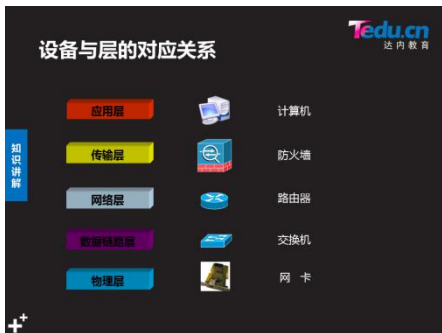 Tedu.cn
达内教育
设备与层的对应关系
应用层
计算机
传输层
防火墙
知识讲解
网络层
路由器
数据链路层
交换机
物理层
网 卡